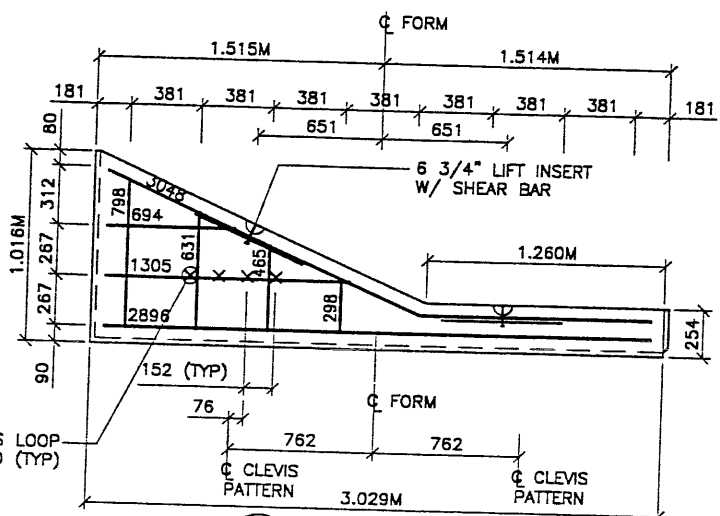 ℄ FORM
1.515M
1.514M
181
381
381
381
381
381
381
381
381
181
651
651
80
312
267
267
90
1.016M
6 3/4" LIFT INSERT
W/ SHEAR BAR
3048
798
694
631
465
1305
298
2896
1.260M
254
152 (TYP)
76
℄ FORM
S LOOP
(TYP)
762
762
℄ CLEVIS
PATTERN
℄ CLEVIS
PATTERN
3.029M